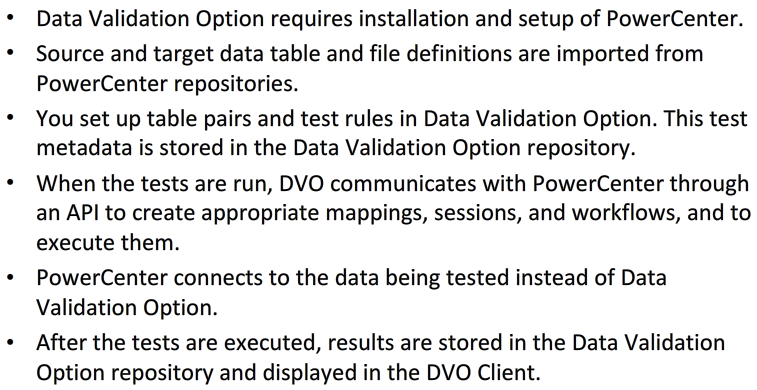 • Data Validation Option requires installation and setup of PowerCenter.
• Source and target data table and file definitions are imported from
PowerCenter repositories.
• You set up table pairs and test rules in Data Validation Option. This test
metadata is stored in the Data Validation Option repository.
• When the tests are run, DVO communicates with PowerCenter through
an API to create appropriate mappings, sessions, and workflows, and to
execute them.
• PowerCenter connects to the data being tested instead of Data
Validation Option.
• After the tests are executed, results are stored in the Data Validation
Option repository and displayed in the DVO Client.